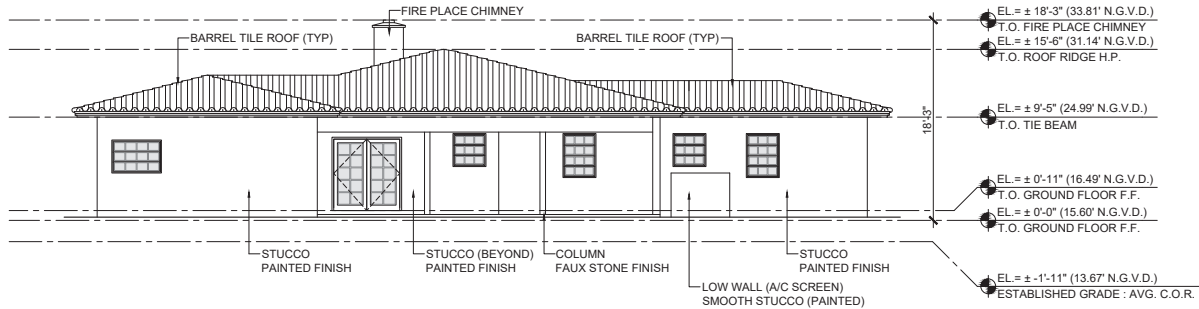 FIRE PLACE CHIMNEY
EL.= ± 18'-3" (33.81' N.G.V.D.)
T.O. FIRE PLACE CHIMNEY
BARREL TILE ROOF (TYP)
BARREL TILE ROOF (TYP)
EL.= ± 15'-6" (31.14' N.G.V.D.)
T.O. ROOF RIDGE H.P.
EL.= ± 9'-5" (24.99' N.G.V.D.)
T.O. TIE BEAM
18'-3"
EL.= ± 0'-11" (16.49' N.G.V.D.)
T.O. GROUND FLOOR F.F.
EL.= ± 0'-0" (15.60' N.G.V.D.)
T.O. GROUND FLOOR F.F.
STUCCO
PAINTED FINISH
STUCCO (BEYOND)
PAINTED FINISH
COLUMN
FAUX STONE FINISH
STUCCO
PAINTED FINISH
LOW WALL (A/C SCREEN)
SMOOTH STUCCO (PAINTED)
EL.= ± -1'-11" (13.67' N.G.V.D.)
ESTABLISHED GRADE : AVG. C.O.R.